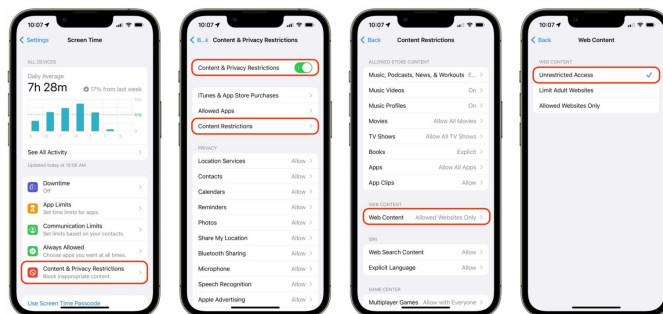 10:07
Settings Screen Time
ALL DEVICES
Daily Average
7h 28m 17% from last week
avg
See All Activity
Updated today at 10:06 AM
Downtime
Off
App Limits
Set time limits for apps.
Communication Limits
Set limits based on your contacts.
Always Allowed
Choose apps you want at all times.
Content & Privacy Restrictions
Block inappropriate content.
Use Screen Time Passcode
10:07
B...k Content & Privacy Restrictions
Content & Privacy Restrictions
iTunes & App Store Purchases
Allowed Apps
Content Restrictions
PRIVACY
Location Services Allow
Contacts Allow
Calendars Allow
Reminders Allow
Photos Allow
Share My Location Allow
Bluetooth Sharing Allow
Microphone Allow
Speech Recognition Allow
Apple Advertising Allow
10:07
Back Content Restrictions
ALLOWED STORE CONTENT
Music, Podcasts, News, & Workouts E...
Music Videos On
Music Profiles On
Movies Allow All Movies
TV Shows Allow All TV Shows
Books Explicit
Apps Allow All Apps
App Clips Allow
WEB CONTENT
Web Content Allowed Websites Only
SIRI
Web Search Content Allow
Explicit Language Allow
GAME CENTER
Multiplayer Games Allow with Everyone
10:07
Back Web Content
WEB CONTENT
Unrestricted Access
Limit Adult Websites
Allowed Websites Only